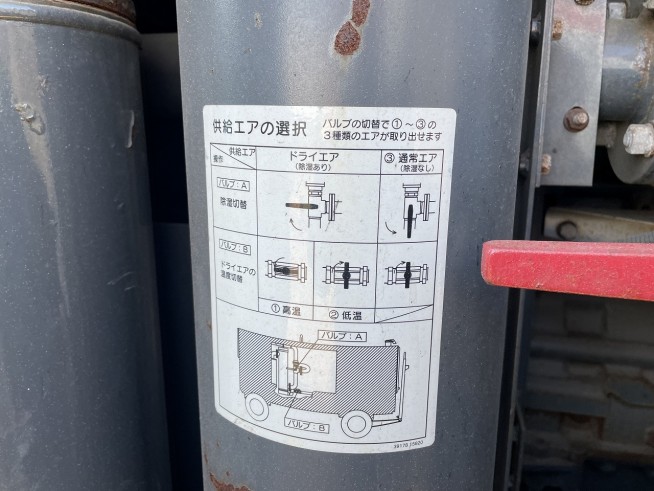 供給エアの選択
バルブの切替で①~③の
3種類のエアが取り出せます
供給エア
操作
ドライエア
(除湿あり)
③ 通常エア
(除湿なし)
バルブ:A
除湿切替
バルブ:B
ドライエアの
温度切替
① 高温
② 低温
バルブ:A
バルブ:B